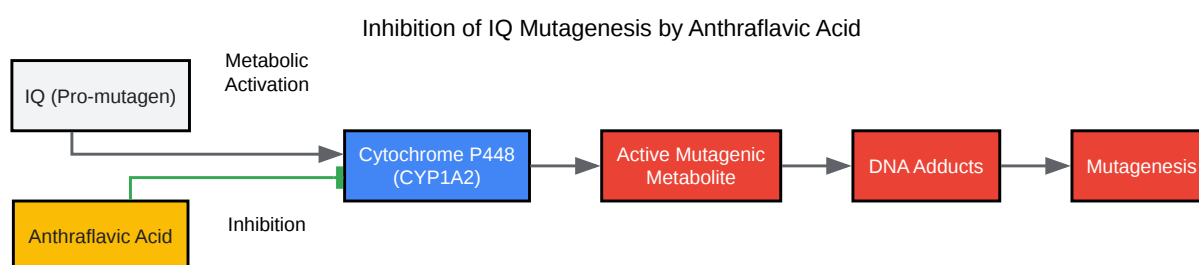 Inhibition of IQ Mutagenesis by Anthraflavic Acid
Metabolic
Activation
IQ (Pro-mutagen)
Cytochrome P448
(CYP1A2)
Active Mutagenic
Metabolite
DNA Adducts
Mutagenesis
Inhibition
Anthraflavic Acid